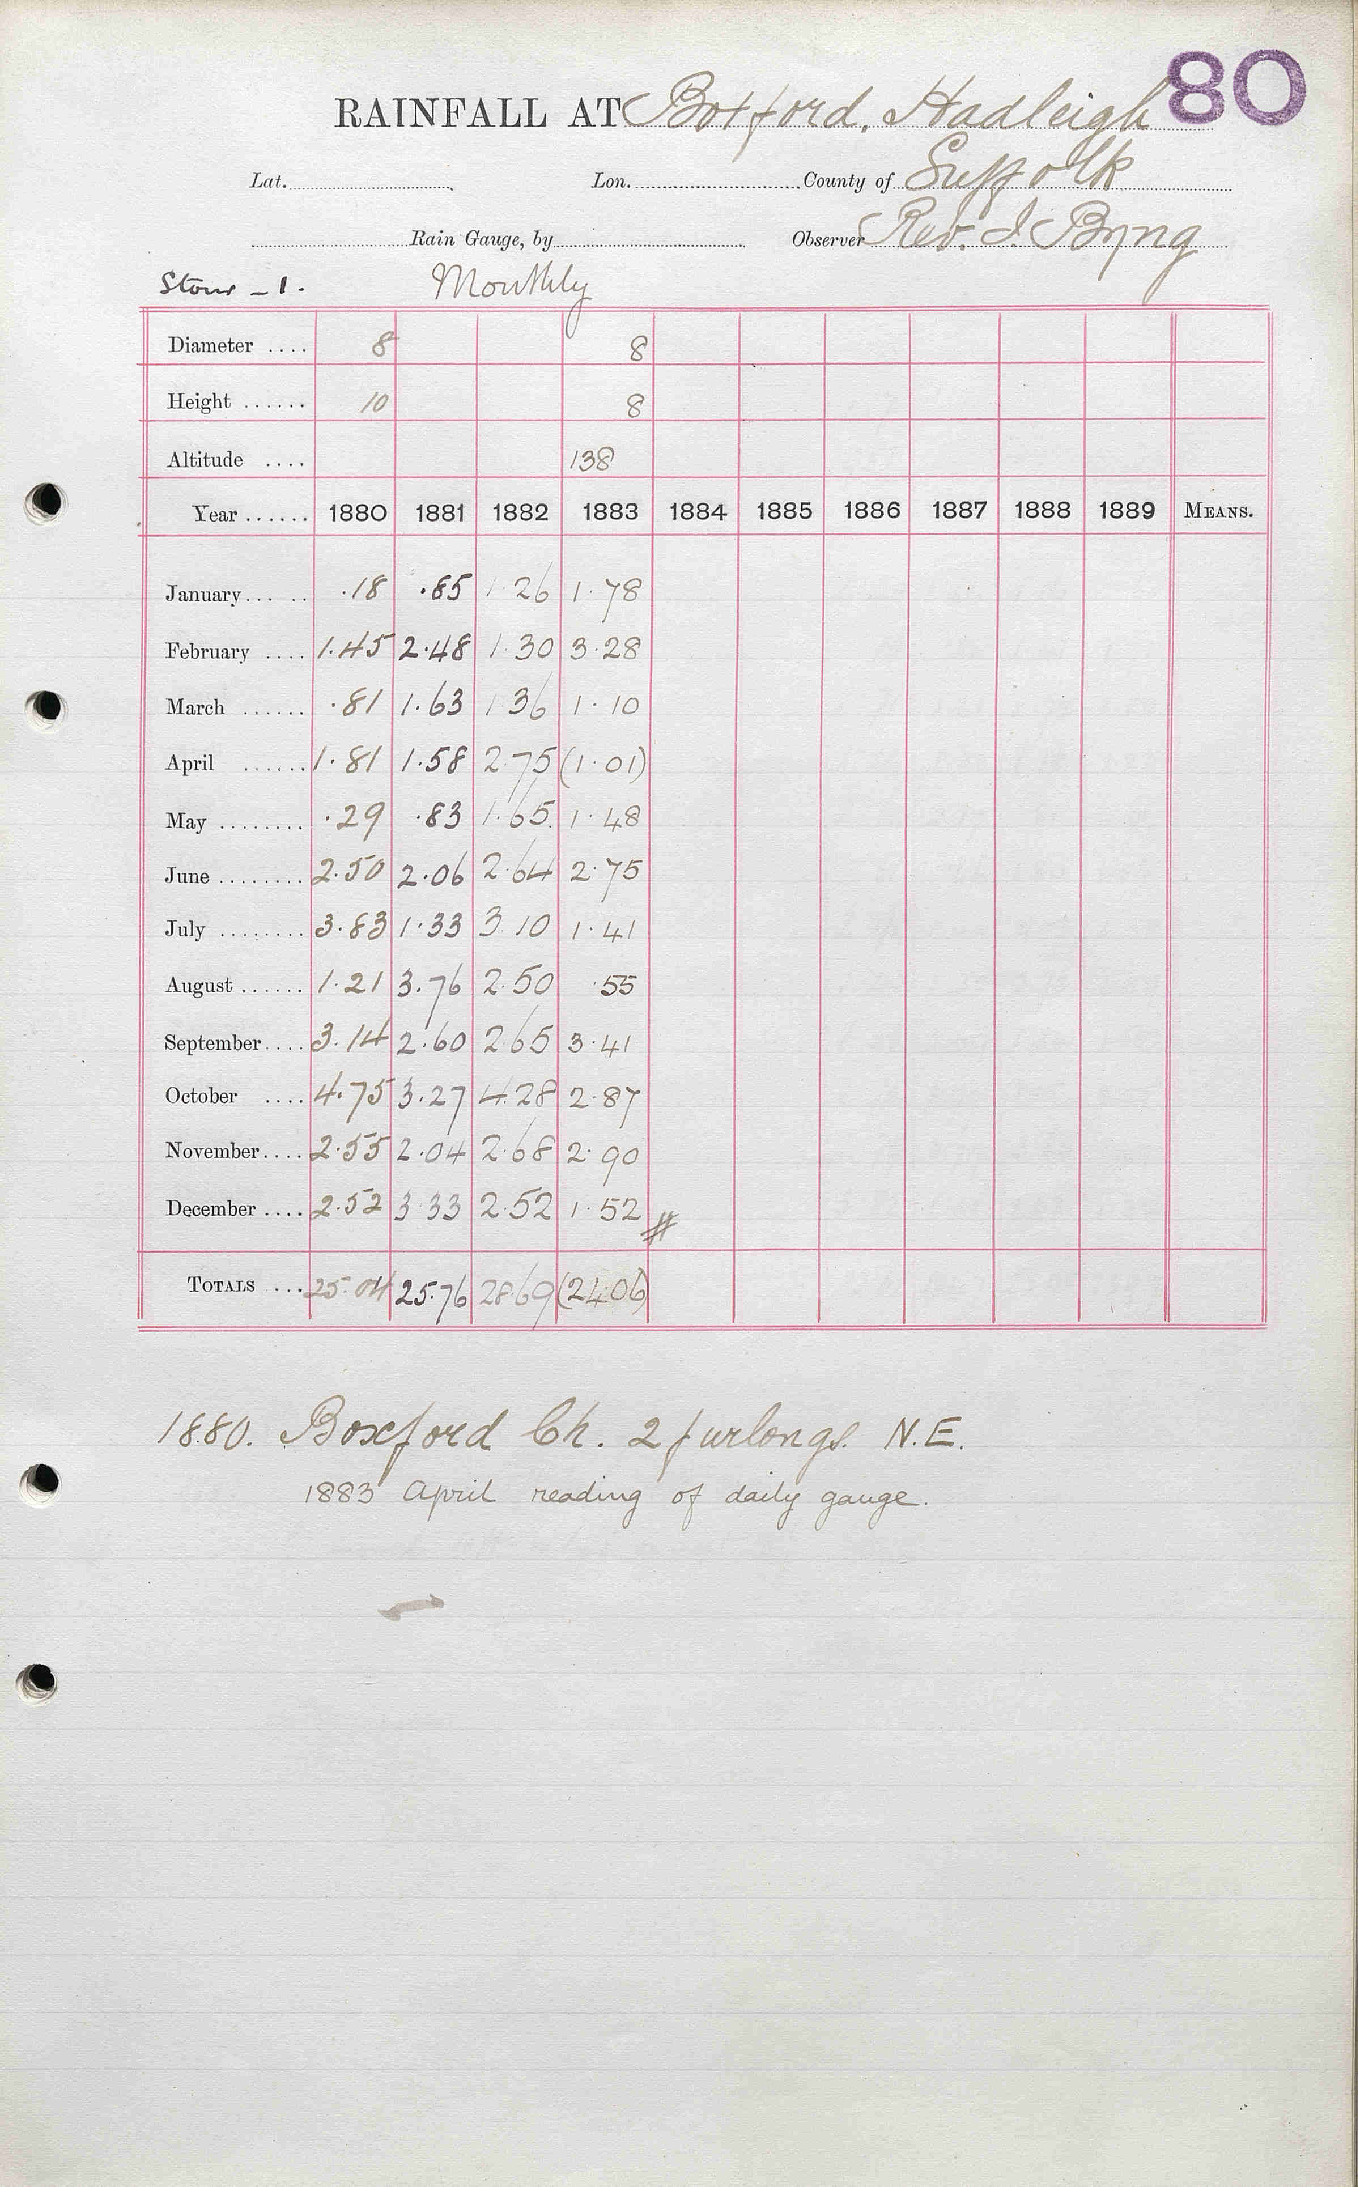 80
RAINFALL AT Boxford, Hadleigh
Lat. Lon. County of Suffolk
Rain Gauge, by Observer Rev. J. Byng
Stour - 1. Monthly
Diameter .... 8 8
Height ...... 10 8
Altitude .... 138
Year ...... 1880 1881 1882 1883 1884 1885 1886 1887 1888 1889 MEANS.
January ... .. .18 .85 1.26 1.78
February .... 1.45 2.48 1.30 3.28
March ...... .81 1.63 1.36 1.10
April ...... 1.81 1.58 2.75 (1.01)
May ........ .29 .83 1.65 1.48
June ........ 2.50 2.06 2.64 2.75
July ........ 3.83 1.33 3.10 1.41
August ...... 1.21 3.76 2.50 .55
September .... 3.14 2.60 2.65 3.41
October .... 4.75 3.27 4.28 2.87
November .... 2.55 2.04 2.68 2.90
December .... 2.52 3.33 2.52 1.52 #
TOTALS ... 25.04 25.76 28.69 (24.06)
1880. Boxford Ch. 2 furlongs N.E.
1883 April reading of daily gauge.